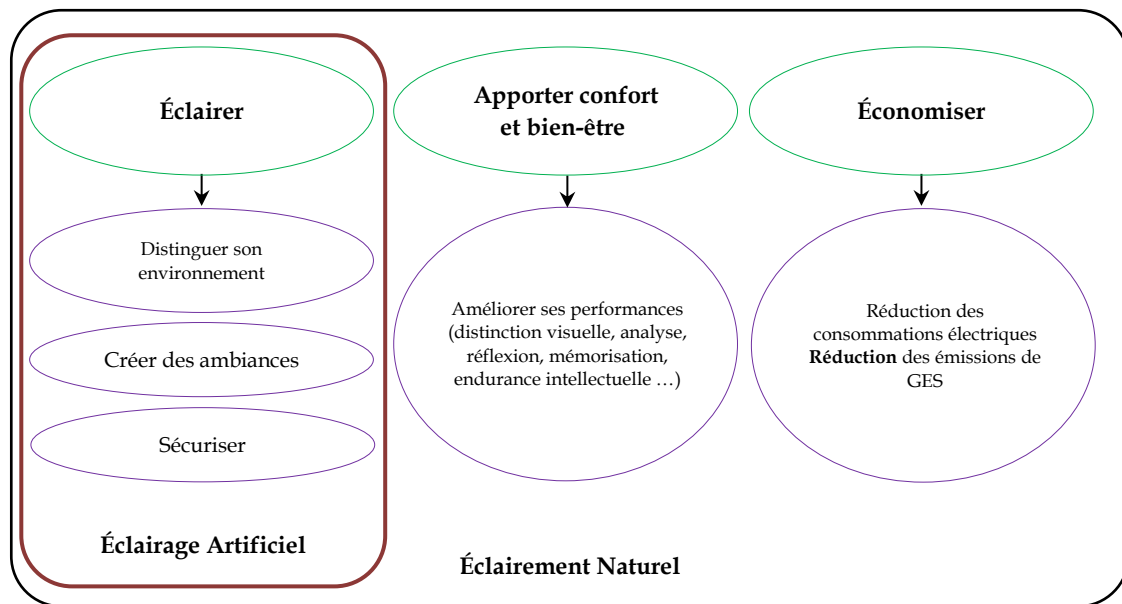 Éclairer
Distinguer son
environnement
Créer des ambiances
Sécuriser
Éclairage Artificiel
Apporter confort
et bien-être
Améliorer ses performances
(distinction visuelle, analyse,
réflexion, mémorisation,
endurance intellectuelle …)
Économiser
Réduction des
consommations électriques
Réduction des émissions de
GES
Éclairement Naturel